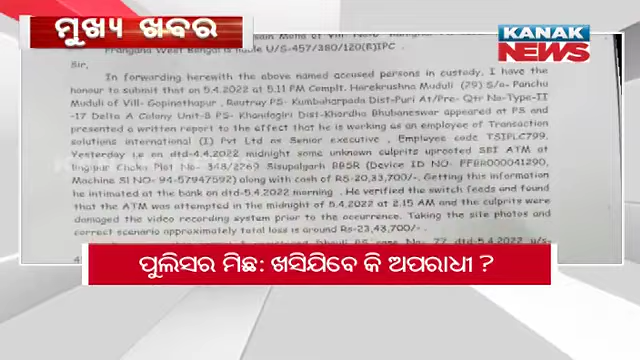 ମୁଖ୍ୟ ଖବର
KANAK
NEWS
Prangana West Bengal is liable U/S-457/380/120(B)IPC .
Sir,
In forwarding herewith the above named accused persons in custody. I have the
honour to submit that on 5.4.2022 at 5.11 PM Complt. Harekrushna Muduli (29) S/o- Panchu
Muduli of Vill- Gopinathapur , Routray PS- Kumbharpada Dist-Puri At/Pre- Qtr No-Type-II
-17 Delta A Colony Unit-8 PS- Khandagiri Dist-Khordha Bhubaneswar appeared at PS and
presented a written report to the effect that he is working as an employee of Transaction
solutions international (I) Pvt Ltd as Senior executive , Employee code TSIPLC799,
Yesterday i.e on dtd-4.4.2022 midnight some unknown culprits uprooted SBI ATM at
Plot No- 348/2769 Sisupalgarh BBSR (Device ID NO- PFBR000041290,
Machine Sl NO- 94-57947592) along with cash of RS-20,33,700/-. Getting this information
he intimated at the bank on dtd-5.4.2022 morning . He verified the switch feeds and found
that the ATM was attempted in the midnight of 5.4.2022 at 2.15 AM and the culprits were
damaged the video recording system prior to the occurrence. Taking the site photos and
correct scenario approximately total loss is around RS-23,43,700/-.
dtd-5.4.2022 u/s-
ପୁଲିସର ମିଛ: ଖସିଯିବେ କି ଅପରାଧୀ ?